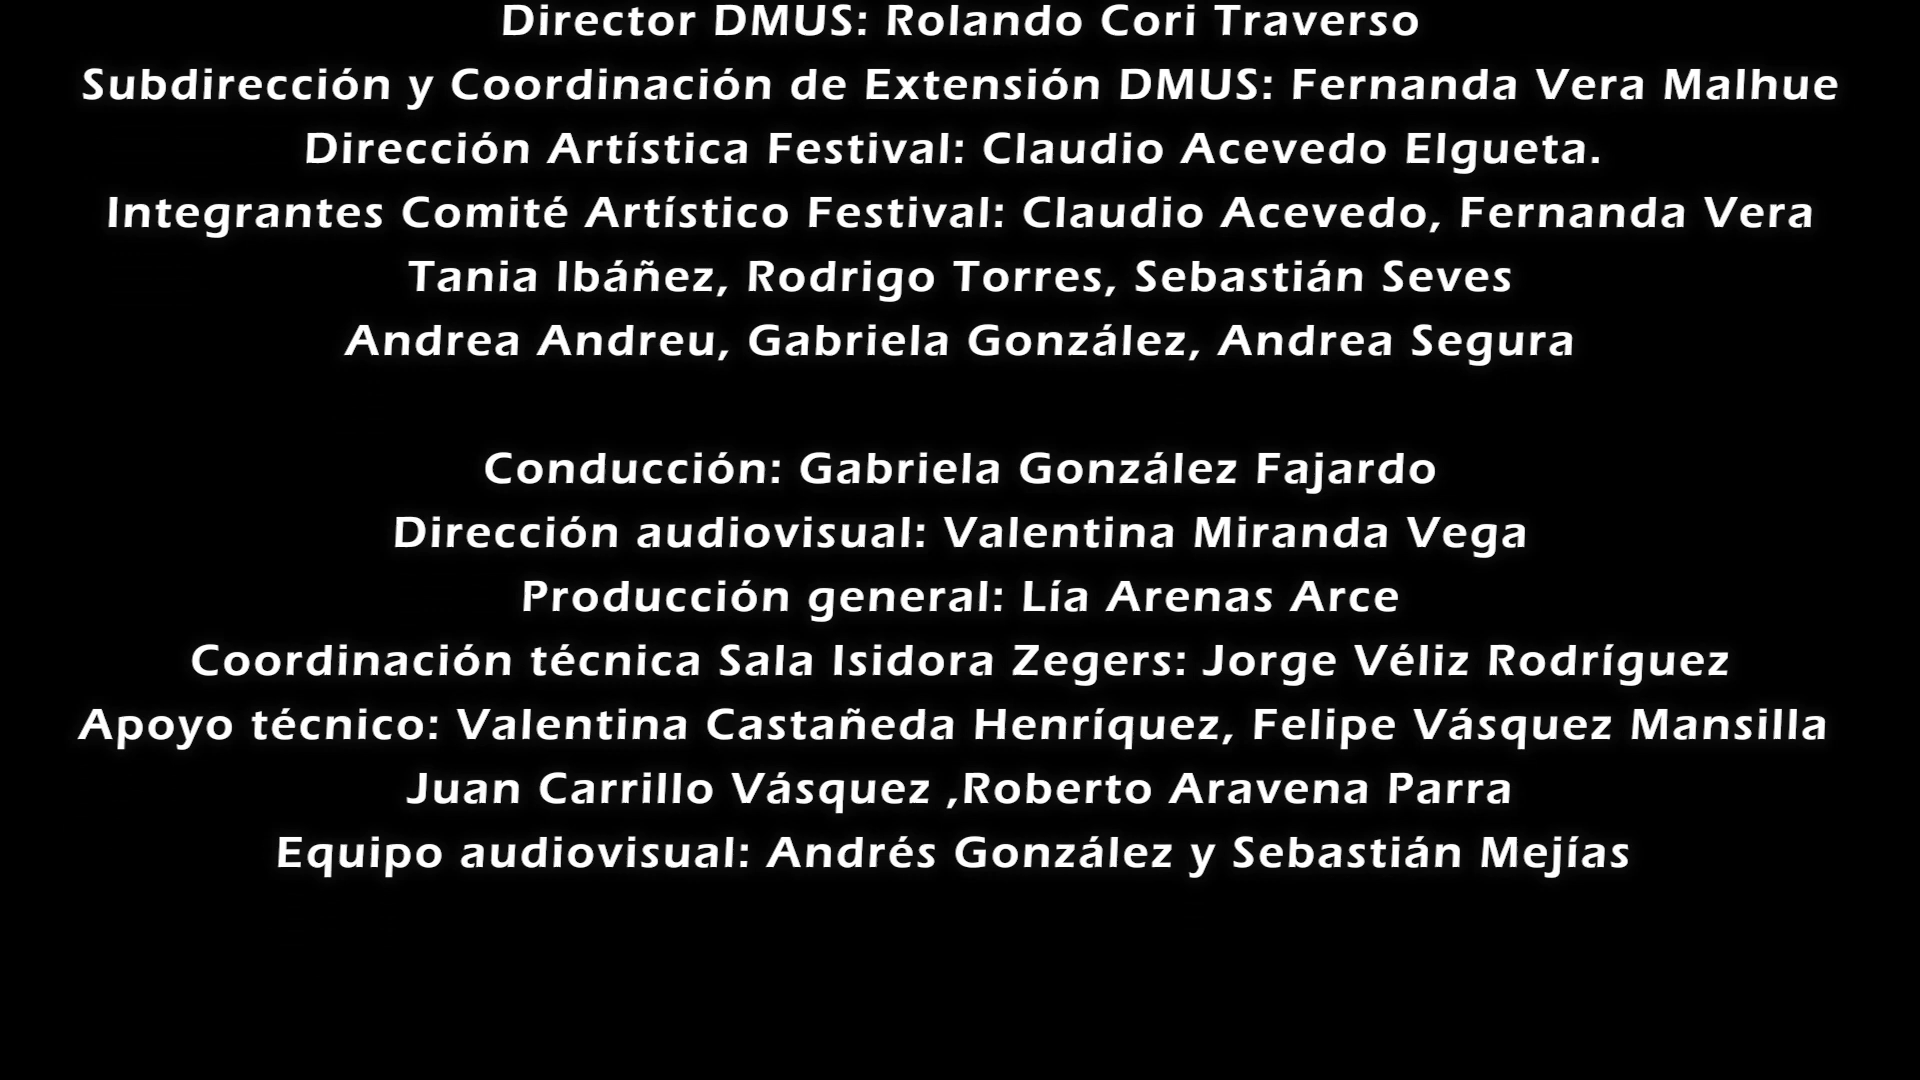 Director DMUS: Rolando Cori Traverso
Subdirección y Coordinación de Extensión DMUS: Fernanda Vera Malhue
Dirección Artística Festival: Claudio Acevedo Elgueta.
Integrantes Comité Artístico Festival: Claudio Acevedo, Fernanda Vera
Tania Ibáñez, Rodrigo Torres, Sebastián Seves
Andrea Andreu, Gabriela González, Andrea Segura
Conducción: Gabriela González Fajardo
Dirección audiovisual: Valentina Miranda Vega
Producción general: Lía Arenas Arce
Coordinación técnica Sala Isidora Zegers: Jorge Véliz Rodríguez
Apoyo técnico: Valentina Castañeda Henríquez, Felipe Vásquez Mansilla
Juan Carrillo Vásquez ,Roberto Aravena Parra
Equipo audiovisual: Andrés González y Sebastián Mejías